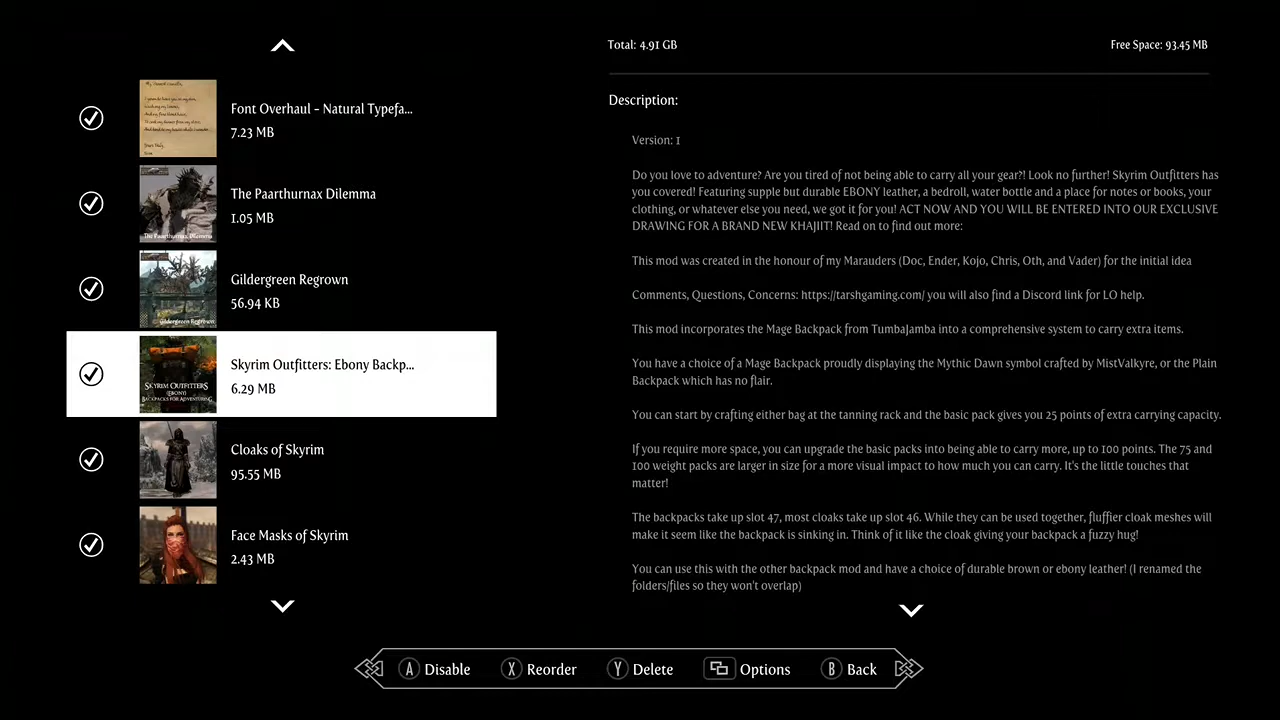 Total: 4.91 GB
Free Space: 93.45 MB
Font Overhaul - Natural Typefa...
7.23 MB
The Paarthurnax Dilemma
1.05 MB
The Paarthurnax Dilemma
Gildergreen Regrown
56.94 KB
Gildergreen Regrown
Skyrim Outfitters: Ebony Backp...
6.29 MB
SKYRIM OUTFITTERS
(EBONY)
BACKPACKS FOR ADVENTURING
Cloaks of Skyrim
95.55 MB
Face Masks of Skyrim
2.43 MB
Description:
Version: 1
Do you love to adventure? Are you tired of not being able to carry all your gear?! Look no further! Skyrim Outfitters has
you covered! Featuring supple but durable EBONY leather, a bedroll, water bottle and a place for notes or books, your
clothing, or whatever else you need, we got it for you! ACT NOW AND YOU WILL BE ENTERED INTO OUR EXCLUSIVE
DRAWING FOR A BRAND NEW KHAJIIT! Read on to find out more:
This mod was created in the honour of my Marauders (Doc, Ender, Kojo, Chris, Oth, and Vader) for the initial idea
Comments, Questions, Concerns: https://tarshgaming.com/ you will also find a Discord link for LO help.
This mod incorporates the Mage Backpack from TumbaJamba into a comprehensive system to carry extra items.
You have a choice of a Mage Backpack proudly displaying the Mythic Dawn symbol crafted by MistValkyre, or the Plain
Backpack which has no flair.
You can start by crafting either bag at the tanning rack and the basic pack gives you 25 points of extra carrying capacity.
If you require more space, you can upgrade the basic packs into being able to carry more, up to 100 points. The 75 and
100 weight packs are larger in size for a more visual impact to how much you can carry. It's the little touches that
matter!
The backpacks take up slot 47, most cloaks take up slot 46. While they can be used together, fluffier cloak meshes will
make it seem like the backpack is sinking in. Think of it like the cloak giving your backpack a fuzzy hug!
You can use this with the other backpack mod and have a choice of durable brown or ebony leather! (I renamed the
folders/files so they won't overlap)
A Disable
X Reorder
Y Delete
Options
B Back